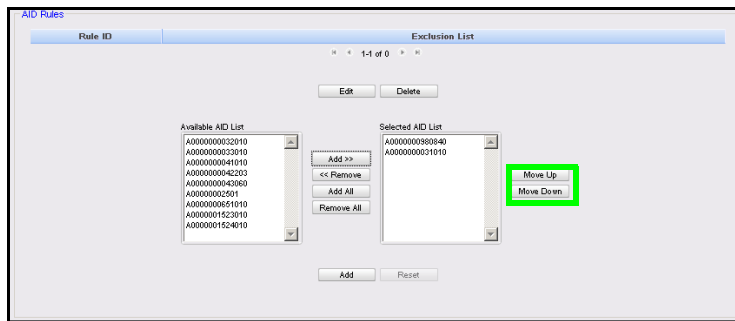 AID Rules
Rule ID Exclusion List
1-1 of 0
Edit Delete
Available AID List Selected AID List
A0000000032010
A0000000033010
A0000000041010
A0000000042203
A0000000043060
A00000002501
A0000000651010
A0000001523010
A0000001524010
Add >>
<< Remove
Add All
Remove All
A0000000980840
A0000000031010
Move Up
Move Down
Add Reset